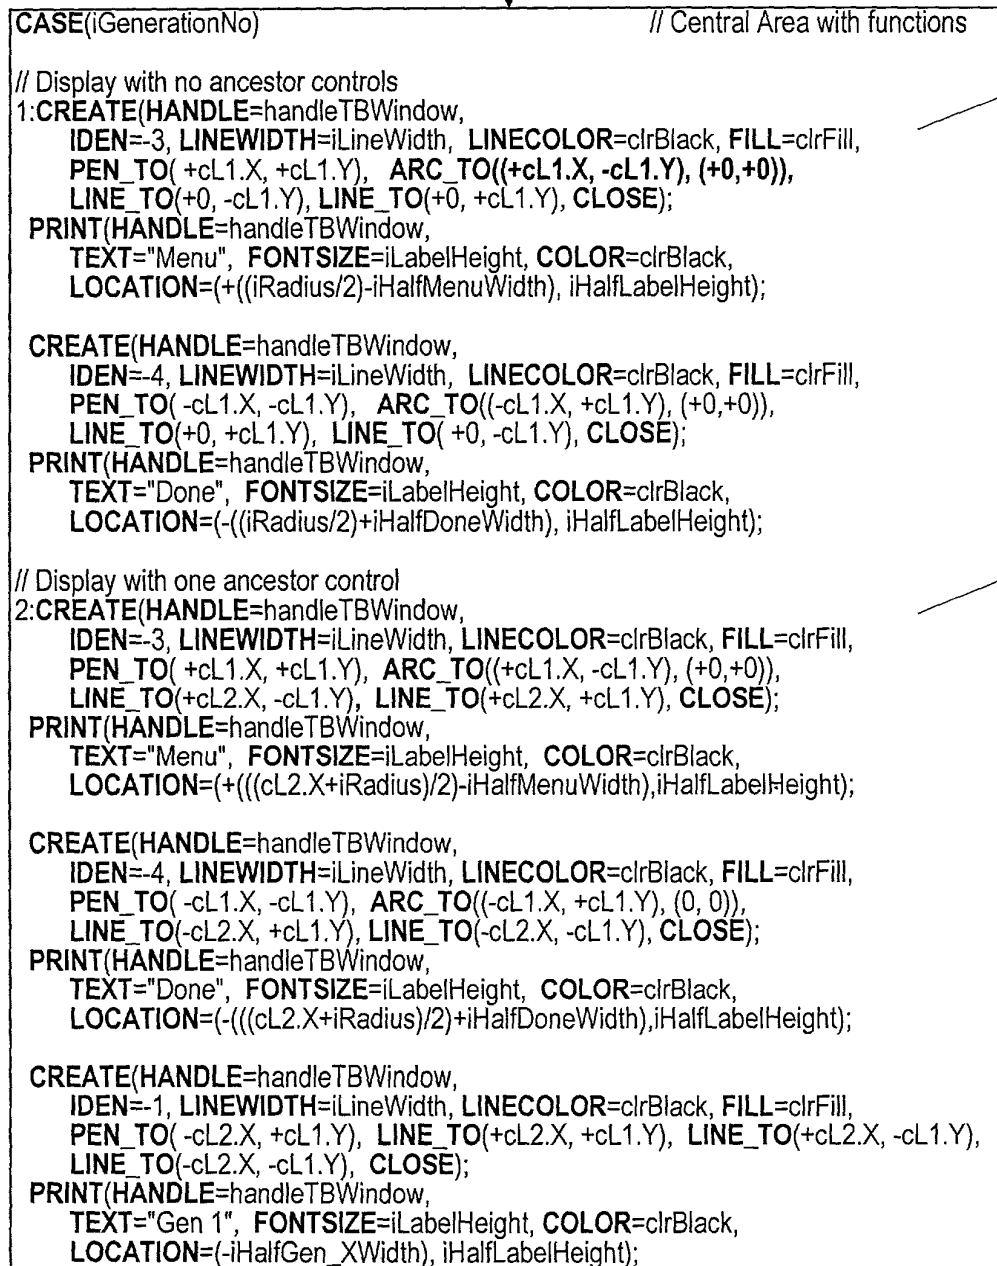 CASE(iGenerationNo) // Central Area with functions
// Display with no ancestor controls
1:CREATE(HANDLE=handleTBWindow,
IDEN=-3, LINEWIDTH=iLineWidth, LINECOLOR=clrBlack, FILL=clrFill,
PEN_TO( +cL1.X, +cL1.Y), ARC_TO((+cL1.X, -cL1.Y), (+0,+0)),
LINE_TO(+0, -cL1.Y), LINE_TO(+0, +cL1.Y), CLOSE);
PRINT(HANDLE=handleTBWindow,
TEXT="Menu", FONTSIZE=iLabelHeight, COLOR=clrBlack,
LOCATION=(+((iRadius/2)-iHalfMenuWidth), iHalfLabelHeight);
CREATE(HANDLE=handleTBWindow,
IDEN=-4, LINEWIDTH=iLineWidth, LINECOLOR=clrBlack, FILL=clrFill,
PEN_TO( -cL1.X, -cL1.Y), ARC_TO((-cL1.X, +cL1.Y), (+0,+0)),
LINE_TO(+0, +cL1.Y), LINE_TO( +0, -cL1.Y), CLOSE);
PRINT(HANDLE=handleTBWindow,
TEXT="Done", FONTSIZE=iLabelHeight, COLOR=clrBlack,
LOCATION=(-((iRadius/2)+iHalfDoneWidth), iHalfLabelHeight);
// Display with one ancestor control
2:CREATE(HANDLE=handleTBWindow,
IDEN=-3, LINEWIDTH=iLineWidth, LINECOLOR=clrBlack, FILL=clrFill,
PEN_TO( +cL1.X, +cL1.Y), ARC_TO((+cL1.X, -cL1.Y), (+0,+0)),
LINE_TO(+cL2.X, -cL1.Y), LINE_TO(+cL2.X, +cL1.Y), CLOSE);
PRINT(HANDLE=handleTBWindow,
TEXT="Menu", FONTSIZE=iLabelHeight, COLOR=clrBlack,
LOCATION=(+(((cL2.X+iRadius)/2)-iHalfMenuWidth),iHalfLabelHeight);
CREATE(HANDLE=handleTBWindow,
IDEN=-4, LINEWIDTH=iLineWidth, LINECOLOR=clrBlack, FILL=clrFill,
PEN_TO( -cL1.X, -cL1.Y), ARC_TO((-cL1.X, +cL1.Y), (0, 0)),
LINE_TO(-cL2.X, +cL1.Y), LINE_TO(-cL2.X, -cL1.Y), CLOSE);
PRINT(HANDLE=handleTBWindow,
TEXT="Done", FONTSIZE=iLabelHeight, COLOR=clrBlack,
LOCATION=(-(((cL2.X+iRadius)/2)+iHalfDoneWidth),iHalfLabelHeight);
CREATE(HANDLE=handleTBWindow,
IDEN=-1, LINEWIDTH=iLineWidth, LINECOLOR=clrBlack, FILL=clrFill,
PEN_TO( -cL2.X, +cL1.Y), LINE_TO(+cL2.X, +cL1.Y), LINE_TO(+cL2.X, -cL1.Y),
LINE_TO(-cL2.X, -cL1.Y), CLOSE);
PRINT(HANDLE=handleTBWindow,
TEXT="Gen 1", FONTSIZE=iLabelHeight, COLOR=clrBlack,
LOCATION=(-iHalfGen_XWidth), iHalfLabelHeight);